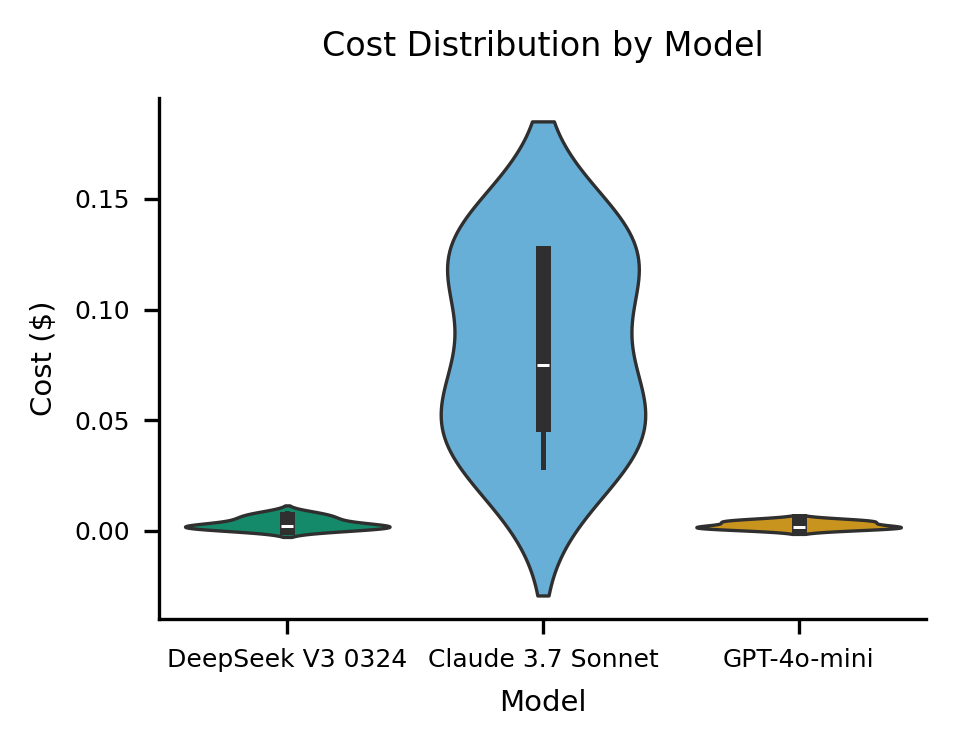 Cost Distribution by Model
Cost ($)
0.15
0.10
0.05
0.00
DeepSeek V3 0324
Claude 3.7 Sonnet
GPT-4o-mini
Model